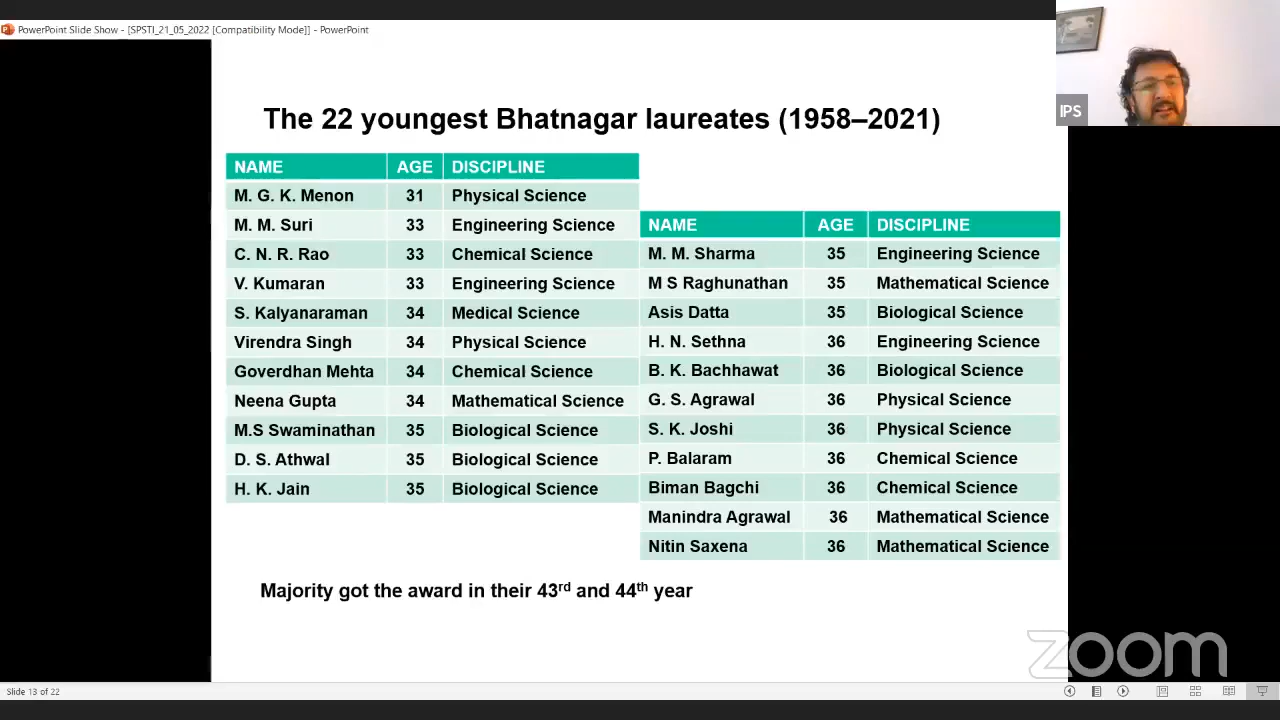 PowerPoint Slide Show - [SPSTI_21_05_2022 [Compatibility Mode]] - PowerPoint
IPS
The 22 youngest Bhatnagar laureates (1958–2021)
NAME AGE DISCIPLINE
M. G. K. Menon 31 Physical Science
M. M. Suri 33 Engineering Science
C. N. R. Rao 33 Chemical Science
V. Kumaran 33 Engineering Science
S. Kalyanaraman 34 Medical Science
Virendra Singh 34 Physical Science
Goverdhan Mehta 34 Chemical Science
Neena Gupta 34 Mathematical Science
M.S Swaminathan 35 Biological Science
D. S. Athwal 35 Biological Science
H. K. Jain 35 Biological Science
NAME AGE DISCIPLINE
M. M. Sharma 35 Engineering Science
M S Raghunathan 35 Mathematical Science
Asis Datta 35 Biological Science
H. N. Sethna 36 Engineering Science
B. K. Bachhawat 36 Biological Science
G. S. Agrawal 36 Physical Science
S. K. Joshi 36 Physical Science
P. Balaram 36 Chemical Science
Biman Bagchi 36 Chemical Science
Manindra Agrawal 36 Mathematical Science
Nitin Saxena 36 Mathematical Science
Majority got the award in their 43rd and 44th year
zoom
Slide 13 of 22